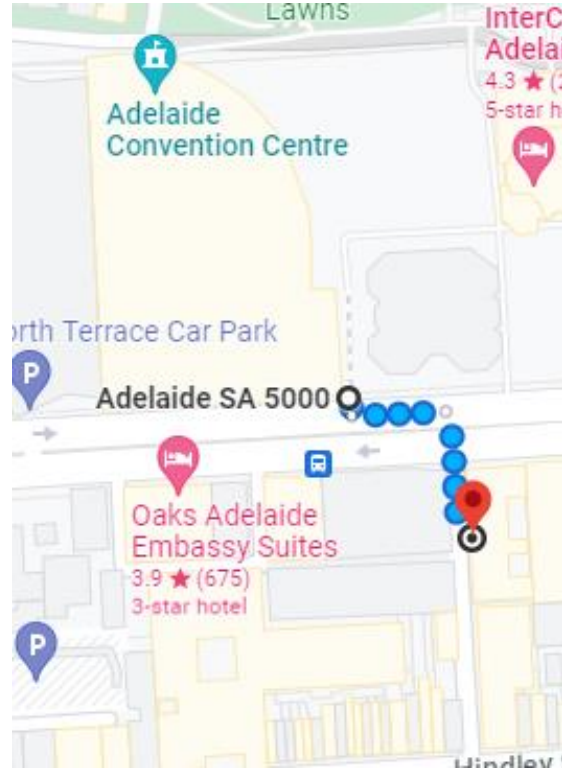 Lawns
InterC
Adelai
4.3 ★ (2
5-star h
Adelaide
Convention Centre
orth Terrace Car Park
P
Adelaide SA 5000
Oaks Adelaide
Embassy Suites
3.9 ★ (675)
3-star hotel
P
Hindley